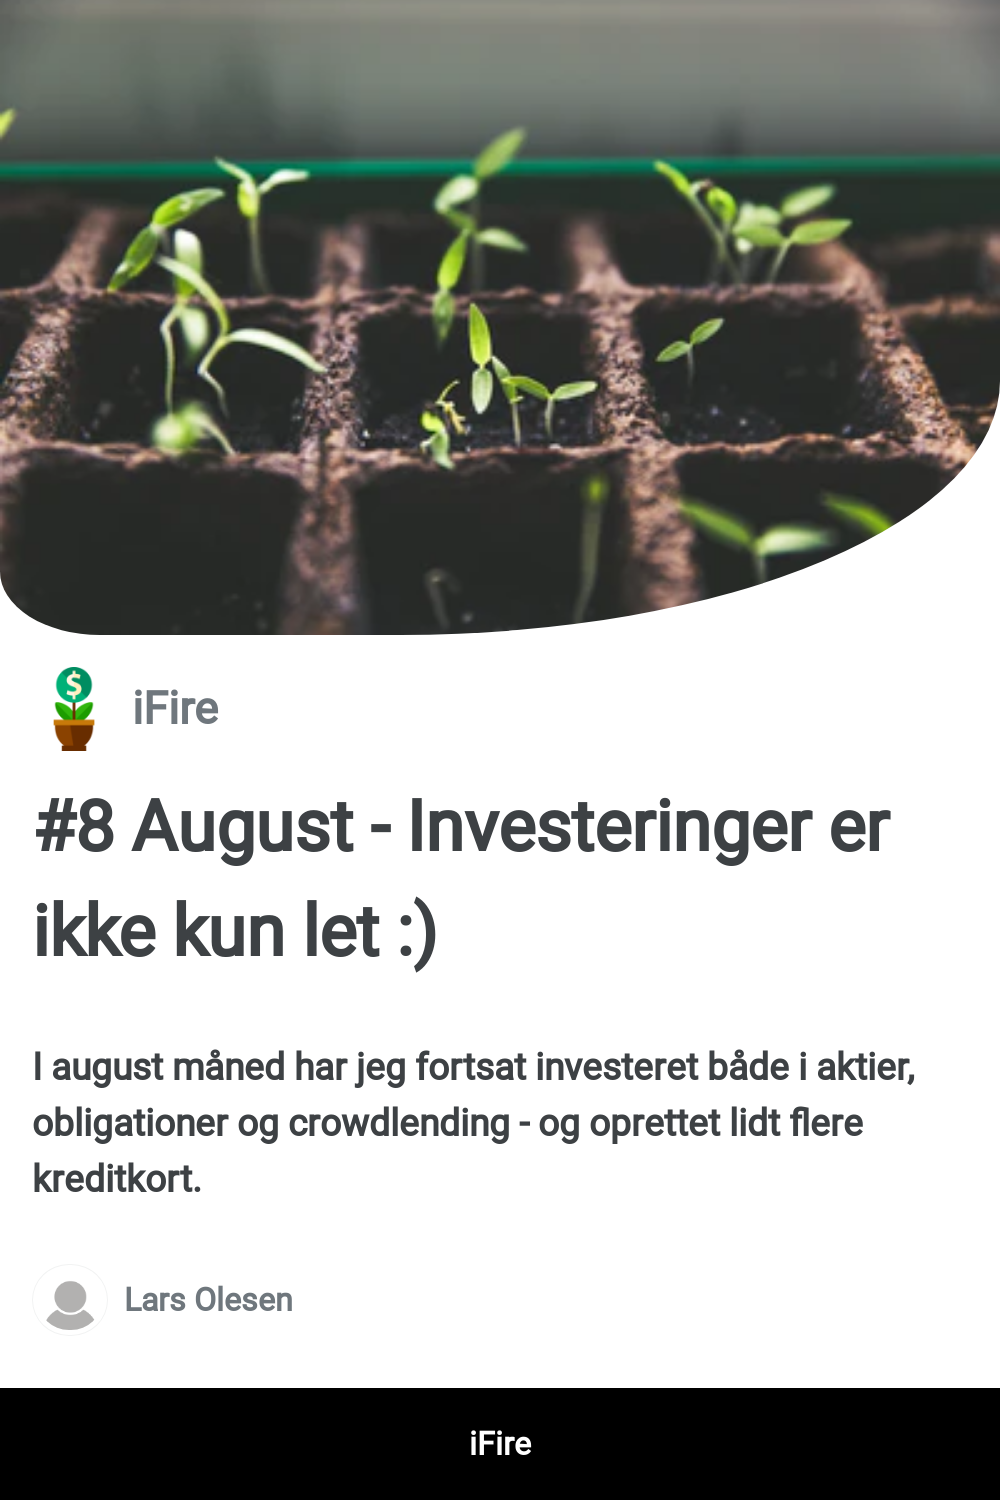 $
iFire
#8 August - Investeringer er
ikke kun let :)
I august måned har jeg fortsat investeret både i aktier,
obligationer og crowdlending - og oprettet lidt flere
kreditkort.
Lars Olesen
iFire